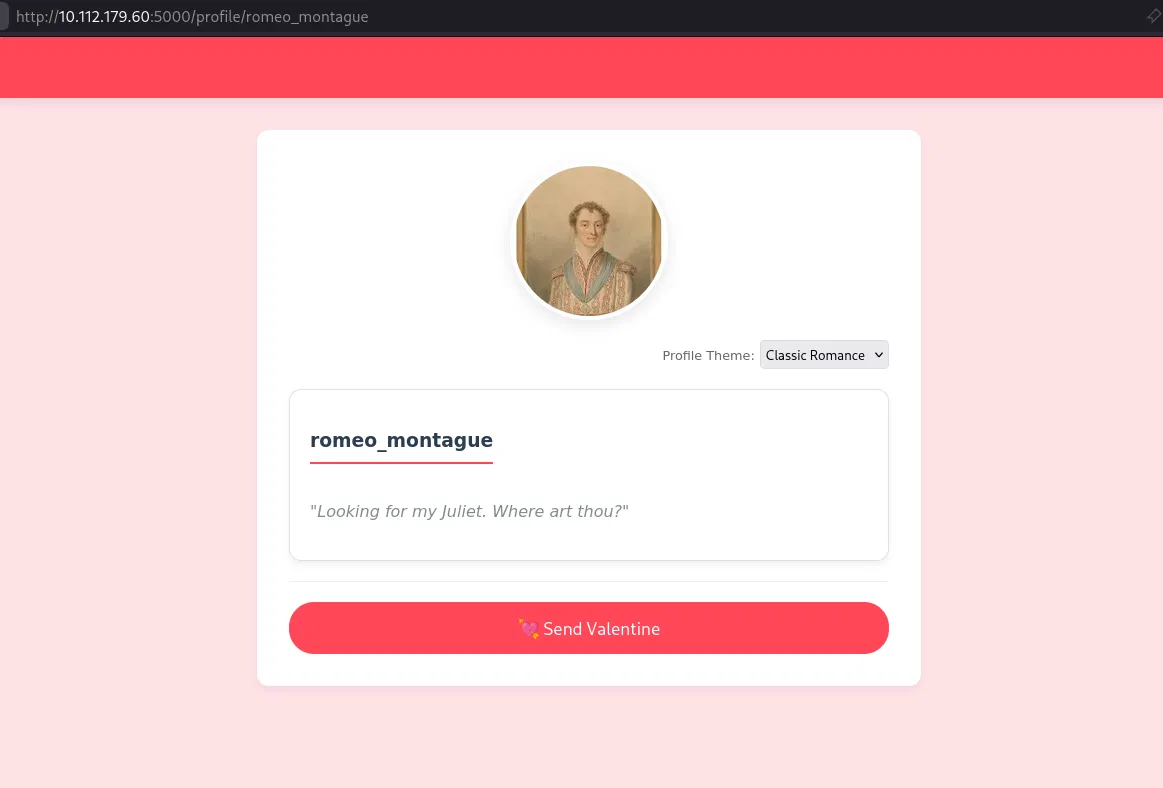 http://10.112.179.60:5000/profile/romeo_montague
Profile Theme: Classic Romance
romeo_montague
"Looking for my Juliet. Where art thou?"
💘 Send Valentine